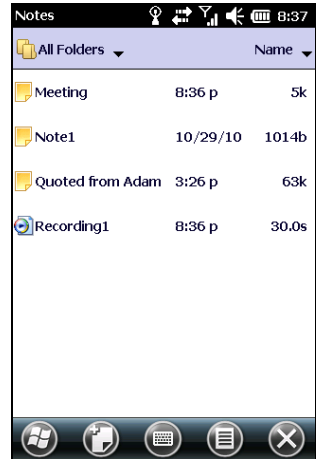 Notes 8:37
All Folders Name
Meeting 8:36 p 5k
Note1 10/29/10 1014b
Quoted from Adam 3:26 p 63k
Recording1 8:36 p 30.0s